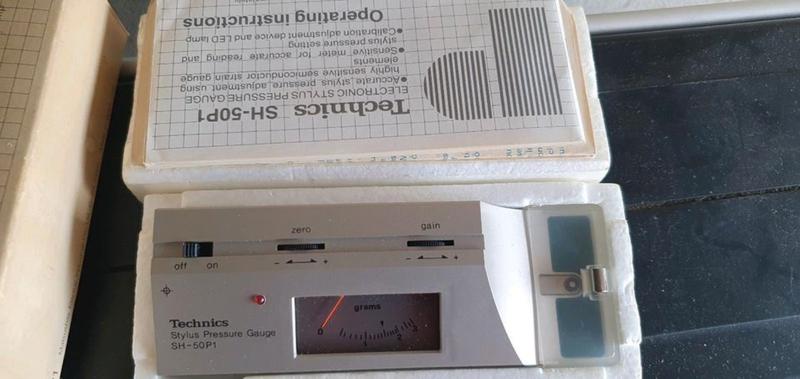 Technics SH-50P1
ELECTRONIC STYLUS PRESSURE GAUGE
●Accurate stylus pressure adjustment using
highly sensitive semiconductor strain gauge
elements
●Sensitive meter for accurate reading and
stylus pressure setting
●Calibration adjustment device and LED lamp
Operating instructions
zero
gain
off on
- +
- +
grams
0 1 2 3
Technics
Stylus Pressure Gauge
SH-50P1